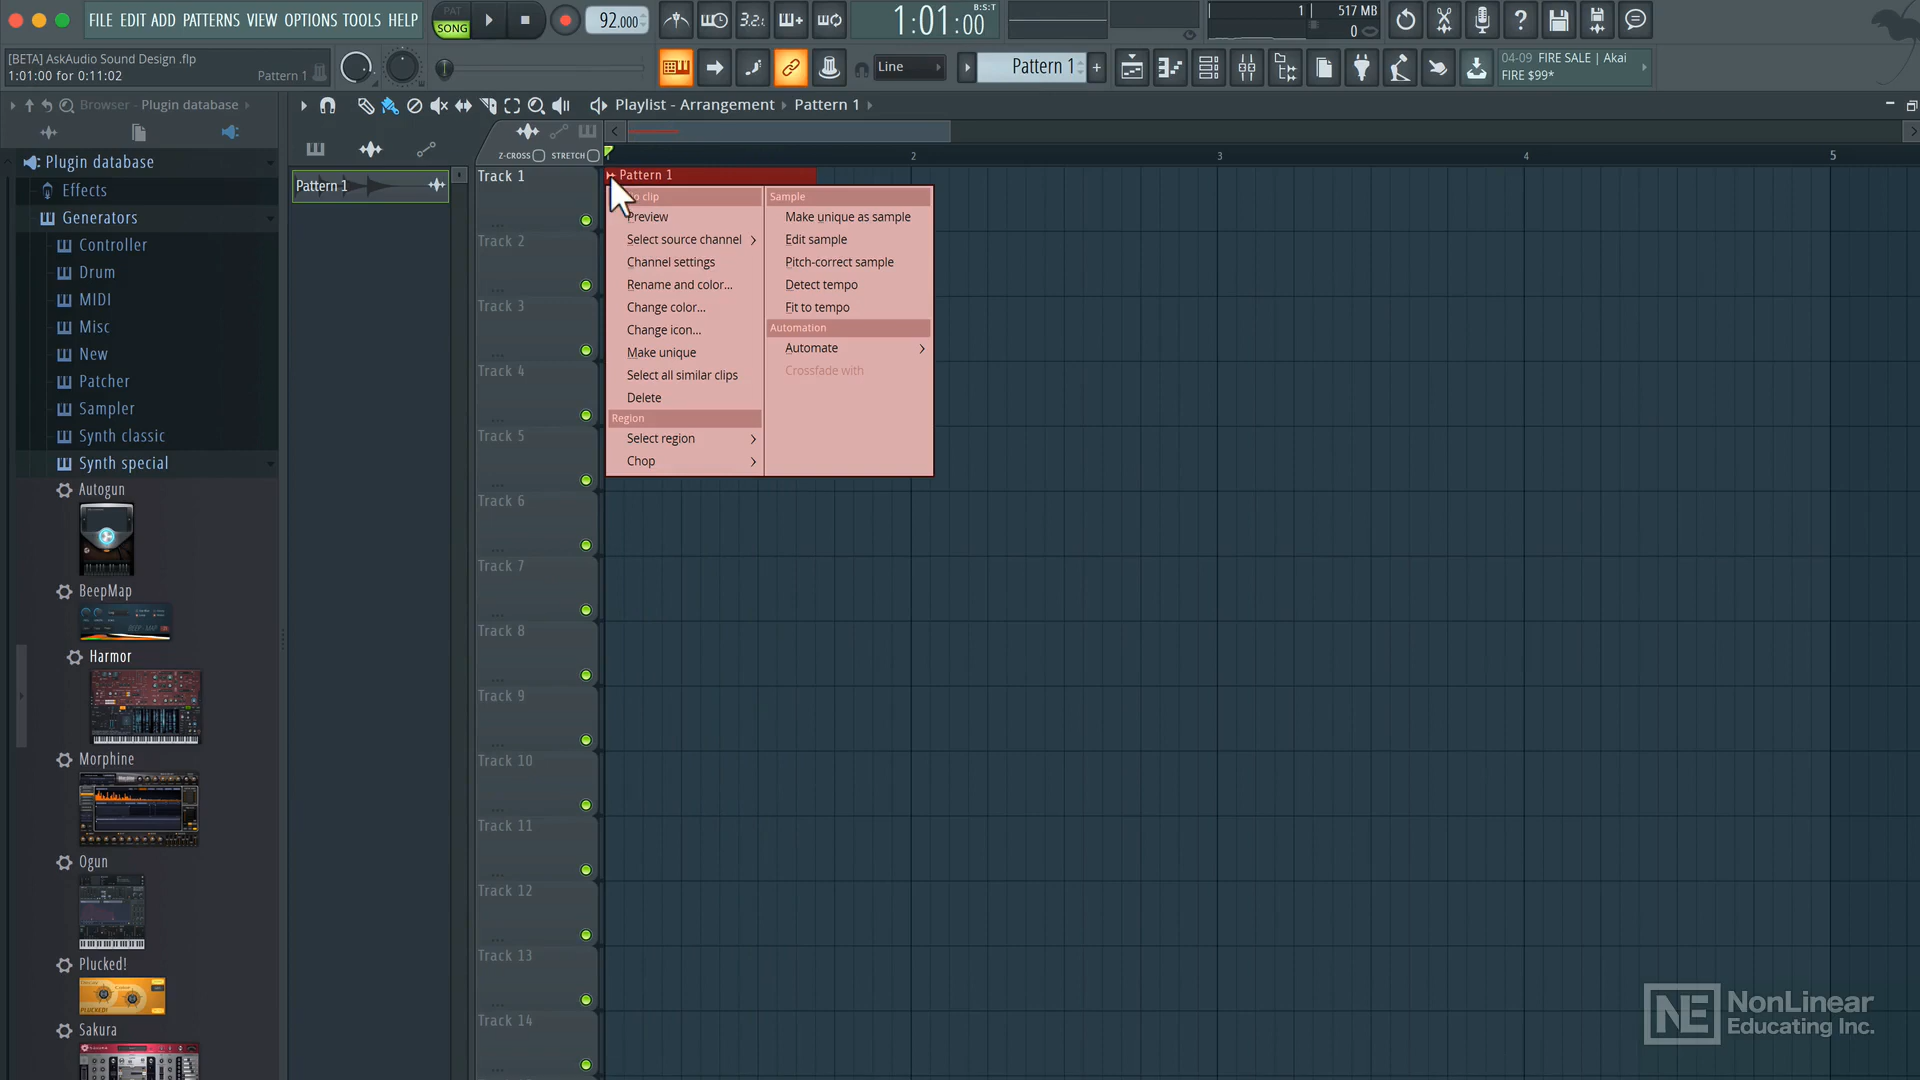 FILE EDIT ADD PATTERNS VIEW OPTIONS TOOLS HELP
PAT
SONG
92.000
3.2.
1:01:00
B:S:T
1
517 MB
0
[BETA] AskAudio Sound Design .flp
1:01:00 for 0:11:02
Pattern 1
Line
Pattern 1
04-09 FIRE SALE | Akai
FIRE $99*
Browser - Plugin database
Playlist - Arrangement
Pattern 1
Plugin database
Effects
Generators
Controller
Drum
MIDI
Misc
New
Patcher
Sampler
Synth classic
Synth special
Autogun
BeepMap
Harmor
Morphine
Ogun
Plucked!
Sakura
Pattern 1
Z-CROSS
STRETCH
2
3
4
5
Track 1
Track 2
Track 3
Track 4
Track 5
Track 6
Track 7
Track 8
Track 9
Track 10
Track 11
Track 12
Track 13
Track 14
Pattern 1
clip
Preview
Select source channel
Channel settings
Rename and color...
Change color...
Change icon...
Make unique
Select all similar clips
Delete
Region
Select region
Chop
Sample
Make unique as sample
Edit sample
Pitch-correct sample
Detect tempo
Fit to tempo
Automation
Automate
Crossfade with
NE NonLinear
Educating Inc.